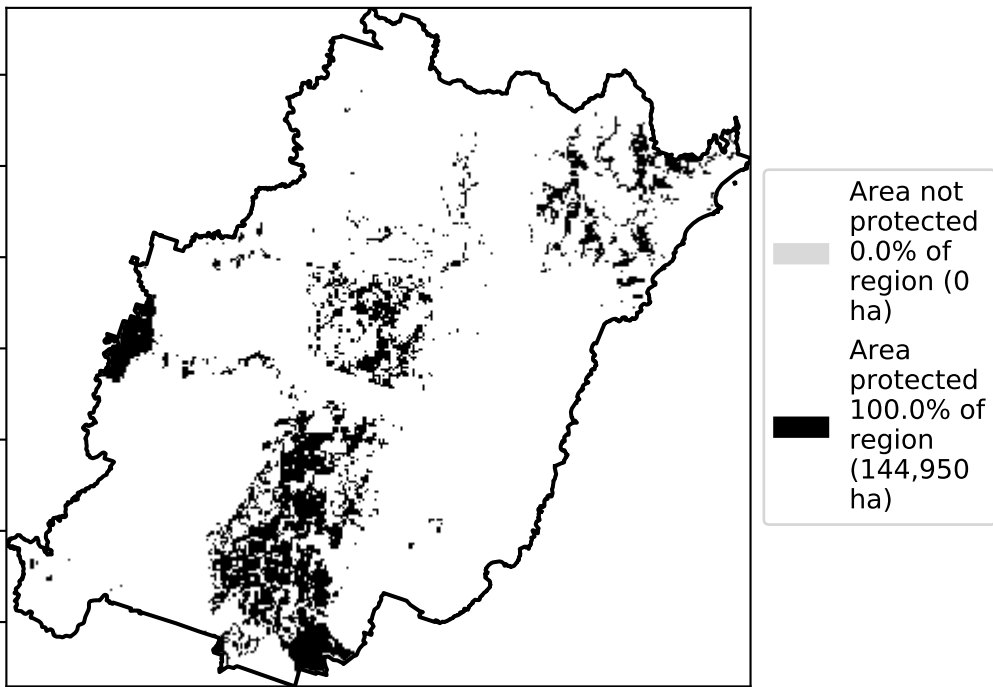 Area not
protected
0.0% of
region (0
ha)
Area
protected
100.0% of
region
(144,950
ha)